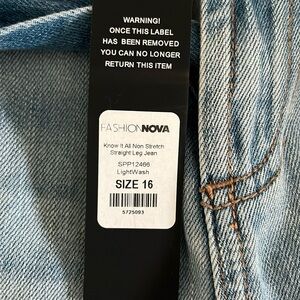 WARNING!
ONCE THIS LABEL
HAS BEEN REMOVED
YOU CAN NO LONGER
RETURN THIS ITEM
FASHIONNOVA
Know It All Non Stretch
Straight Leg Jean
SPP12466
LightWash
SIZE 16
5725093